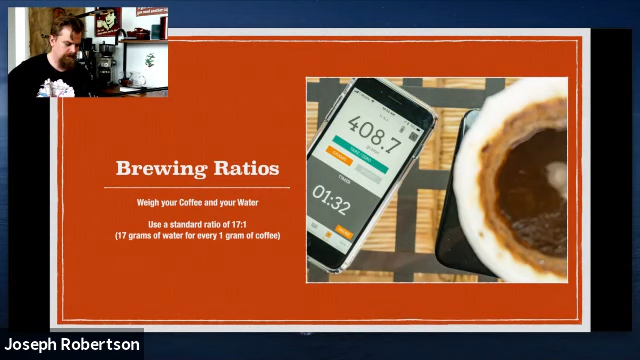 Brewing Ratios
Weigh your Coffee and your Water
Use a standard ratio of 17:1
(17 grams of water for every 1 gram of coffee)
408.7
01:32
Joseph Robertson